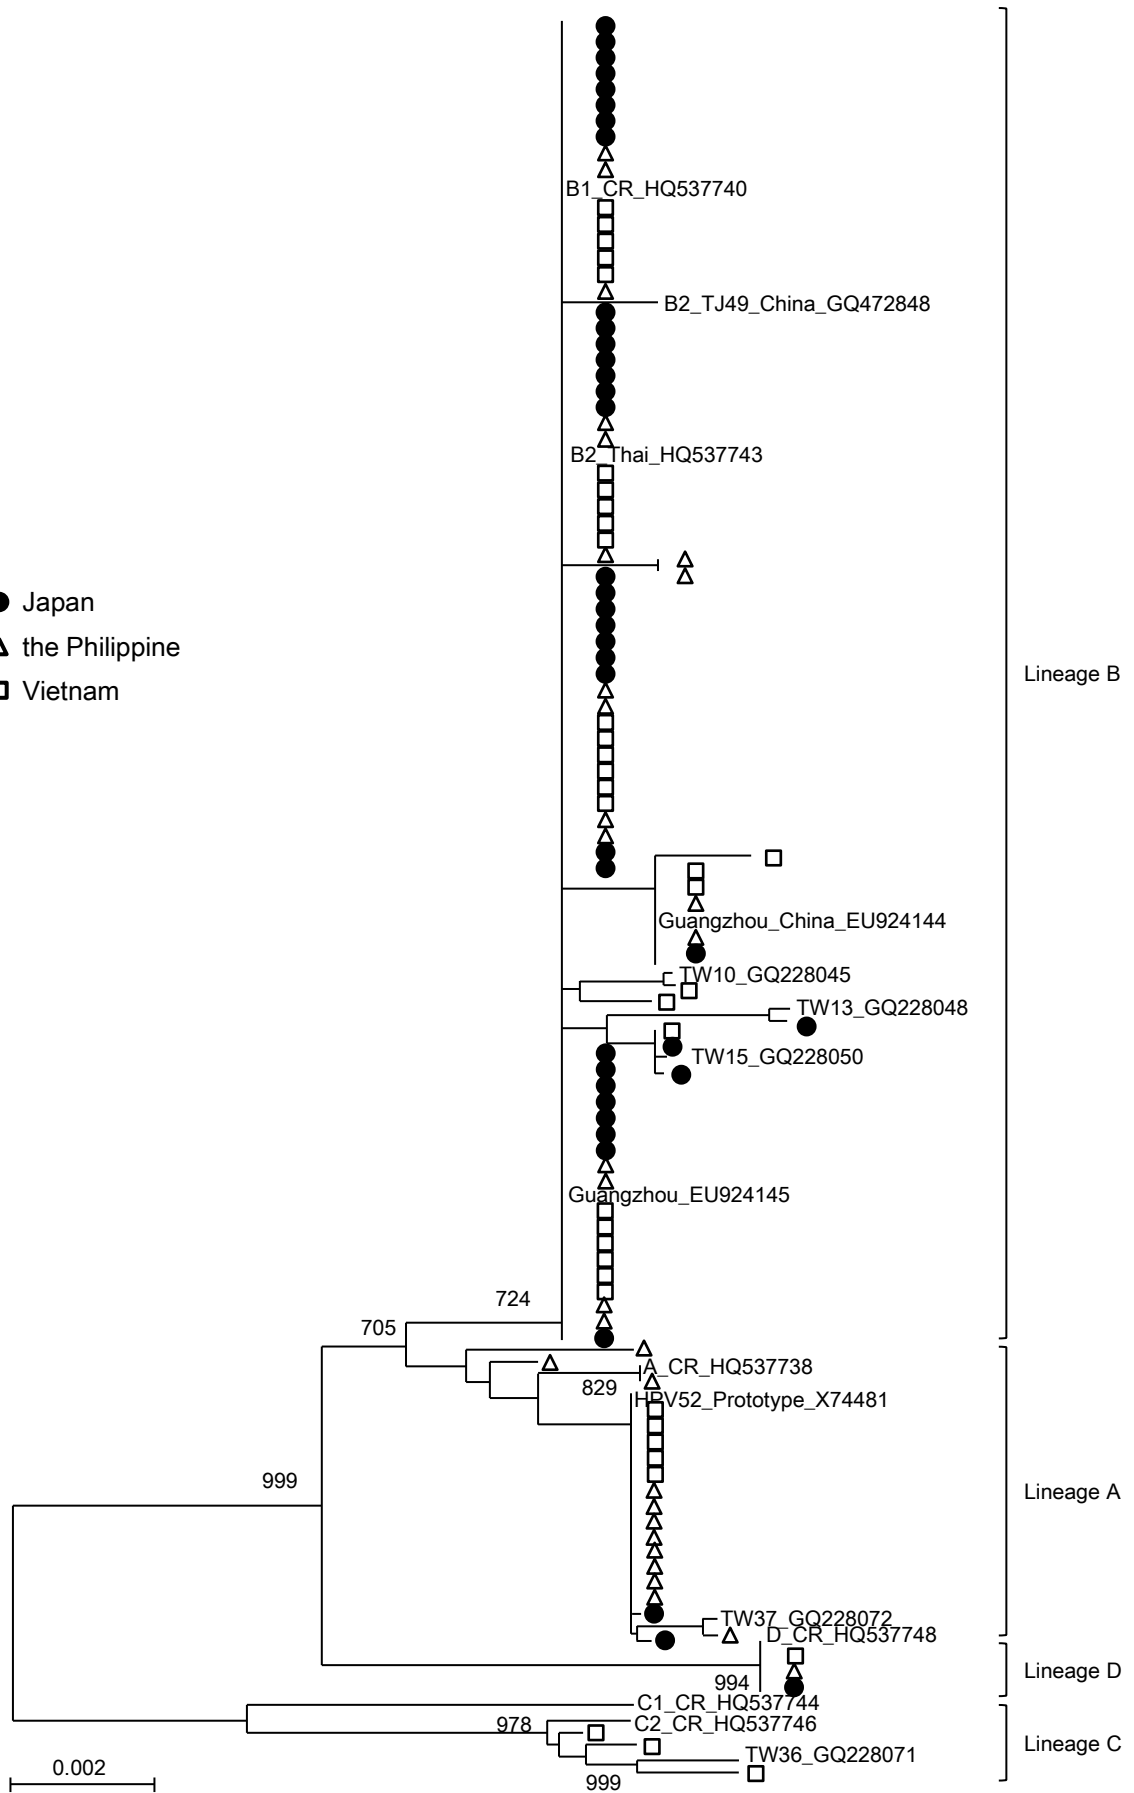 B1_CR_HQ537740
B2_TJ49_China_GQ472848
B2_Thai_HQ537743
Japan
the Philippine
Vietnam
Lineage B
Guangzhou_China_EU924144
TW10_GQ228045
TW13_GQ228048
TW15_GQ228050
Guangzhou_EU924145
724
705
A_CR_HQ537738
829
HPV52_Prototype_X74481
999
Lineage A
TW37_GQ228072
D_CR_HQ537748
994
Lineage D
C1_CR_HQ537744
978
C2_CR_HQ537746
Lineage C
TW36_GQ228071
0.002
999